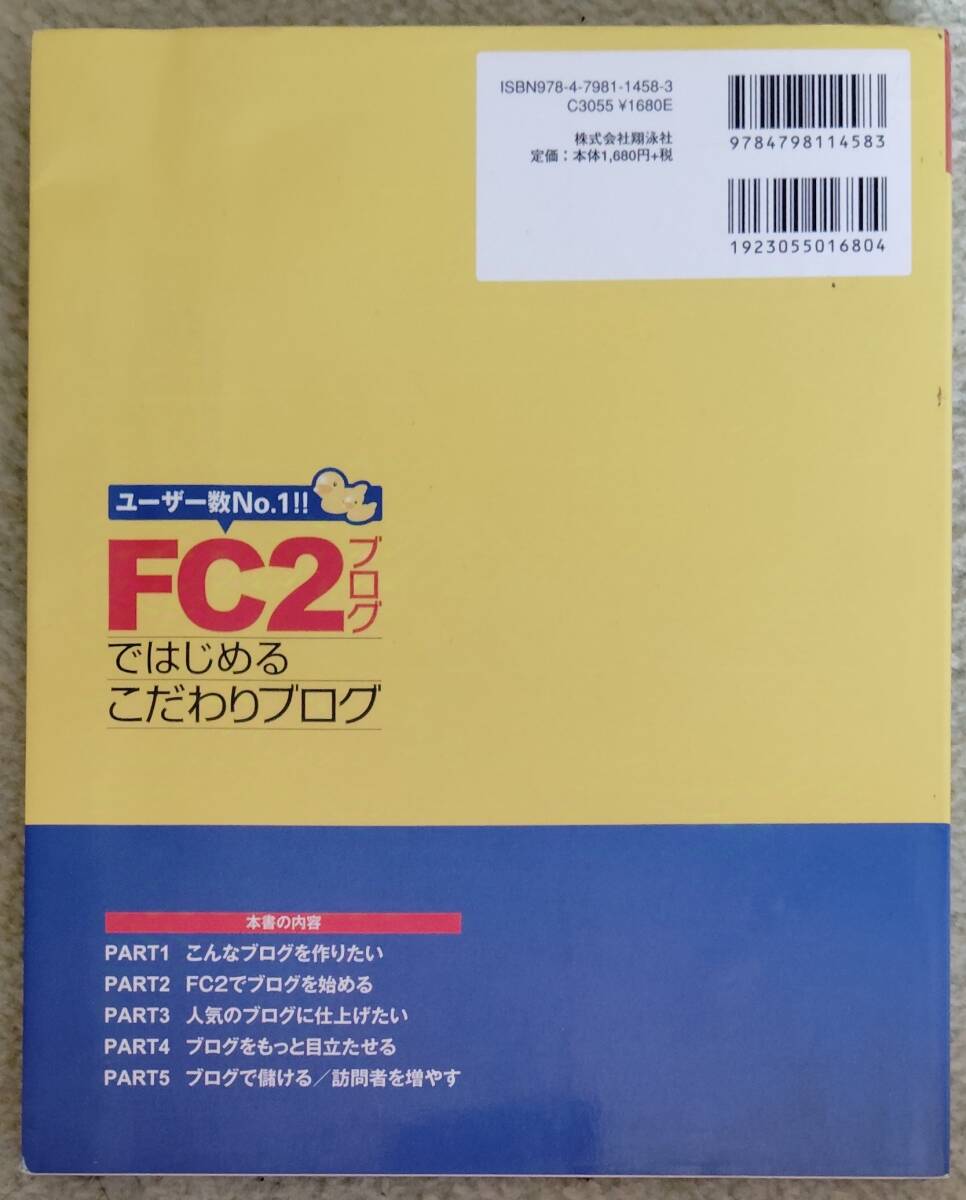 ISBN978-4-7981-1458-3
C3055 ¥1680E
株式会社翔泳社
定価：本体1,680円+税
9784798114583
1923055016804
ユーザー数No.1!!
FC2ブログ
ではじめる
こだわりブログ
本書の内容
PART1 こんなブログを作りたい
PART2 FC2でブログを始める
PART3 人気のブログに仕上げたい
PART4 ブログをもっと目立たせる
PART5 ブログで儲ける／訪問者を増やす